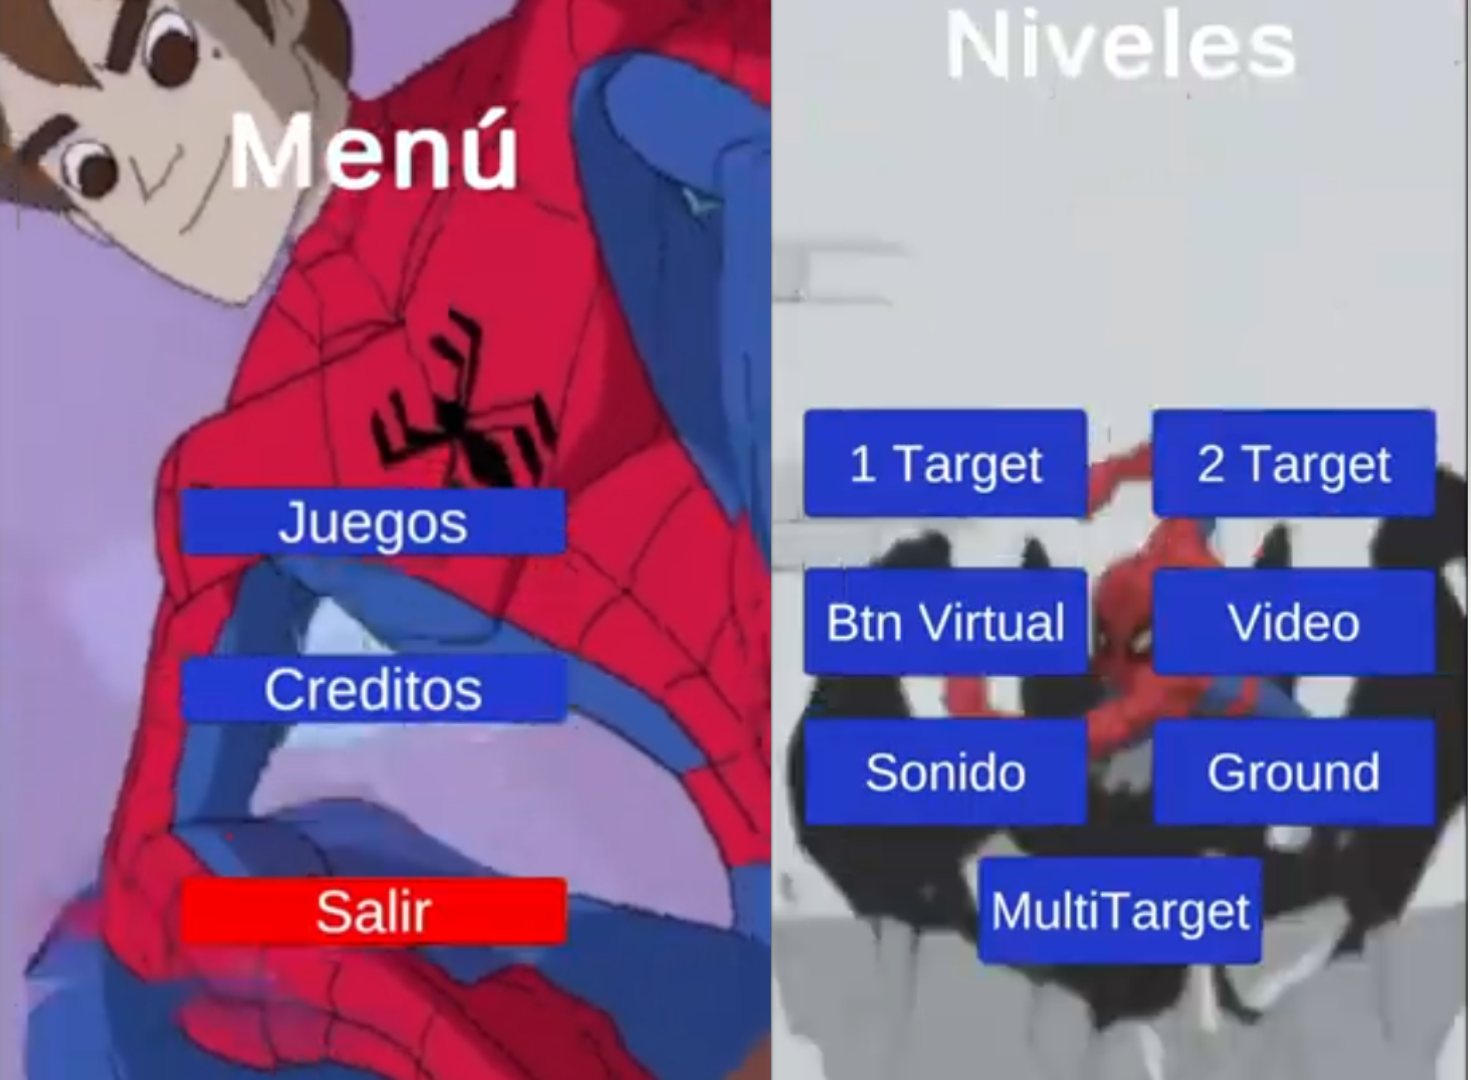 Menú
Juegos
Creditos
Salir
Niveles
1 Target
2 Target
Btn Virtual
Video
Sonido
Ground
MultiTarget